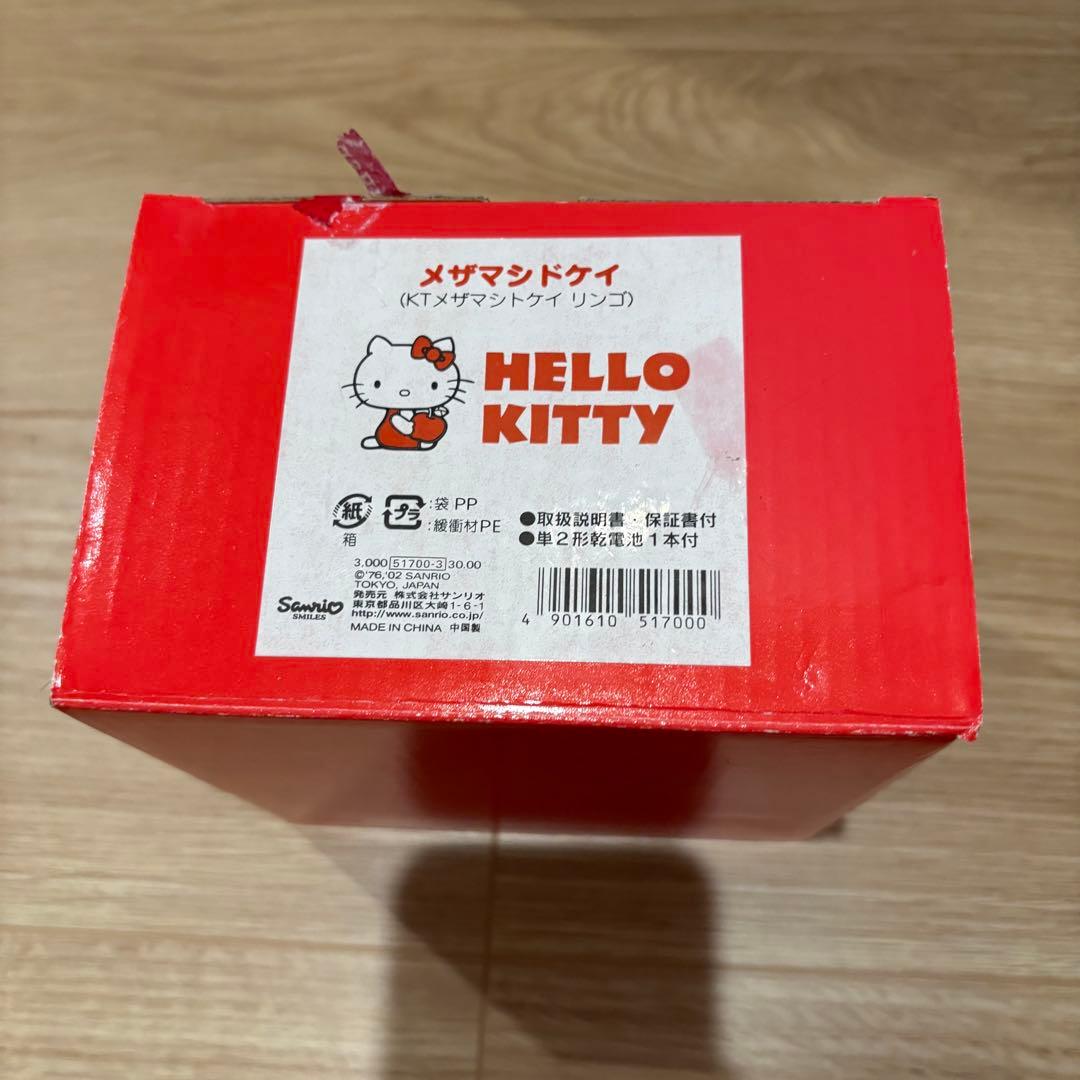 メザマシドケイ
(KTメザマシトケイ リンゴ)
HELLO
KITTY
紙
箱
プラ
:袋 PP
:緩衝材PE
●取扱説明書・保証書付
●単2形乾電池1本付
3,000 51700-3 30.00
©'76,'02 SANRIO
TOKYO, JAPAN
発売元 株式会社サンリオ
東京都品川区大崎1-6-1
http://www.sanrio.co.jp/
MADE IN CHINA 中国製
Sanrio
SMILES
4 901610 517000